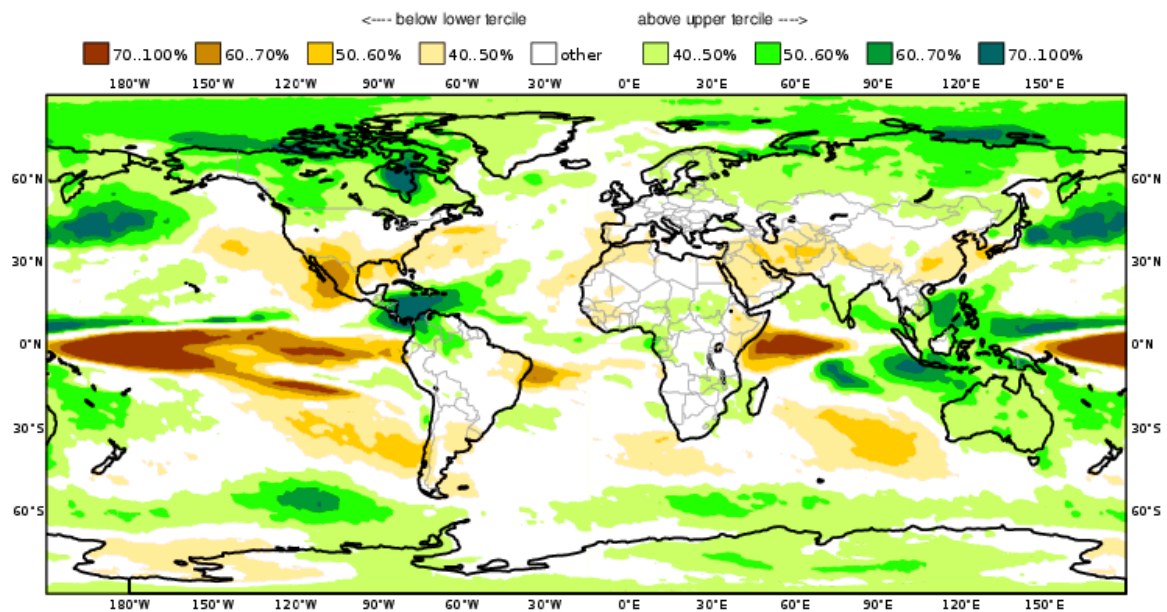 <---- below lower tercile above upper tercile ---->
70..100% 60..70% 50..60% 40..50% other 40..50% 50..60% 60..70% 70..100%
180°W 150°W 120°W 90°W 60°W 30°W 0°E 30°E 60°E 90°E 120°E 150°E
60°N 60°N
30°N 30°N
0°N 0°N
30°S 30°S
60°S 60°S
180°W 150°W 120°W 90°W 60°W 30°W 0°E 30°E 60°E 90°E 120°E 150°E